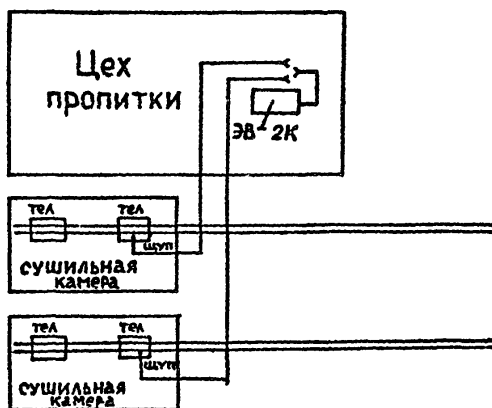 Цех
пропитки
ЭВ-2К
тел тел
щуп
сушильная
камера
тел тел
щуп
сушильная
камера